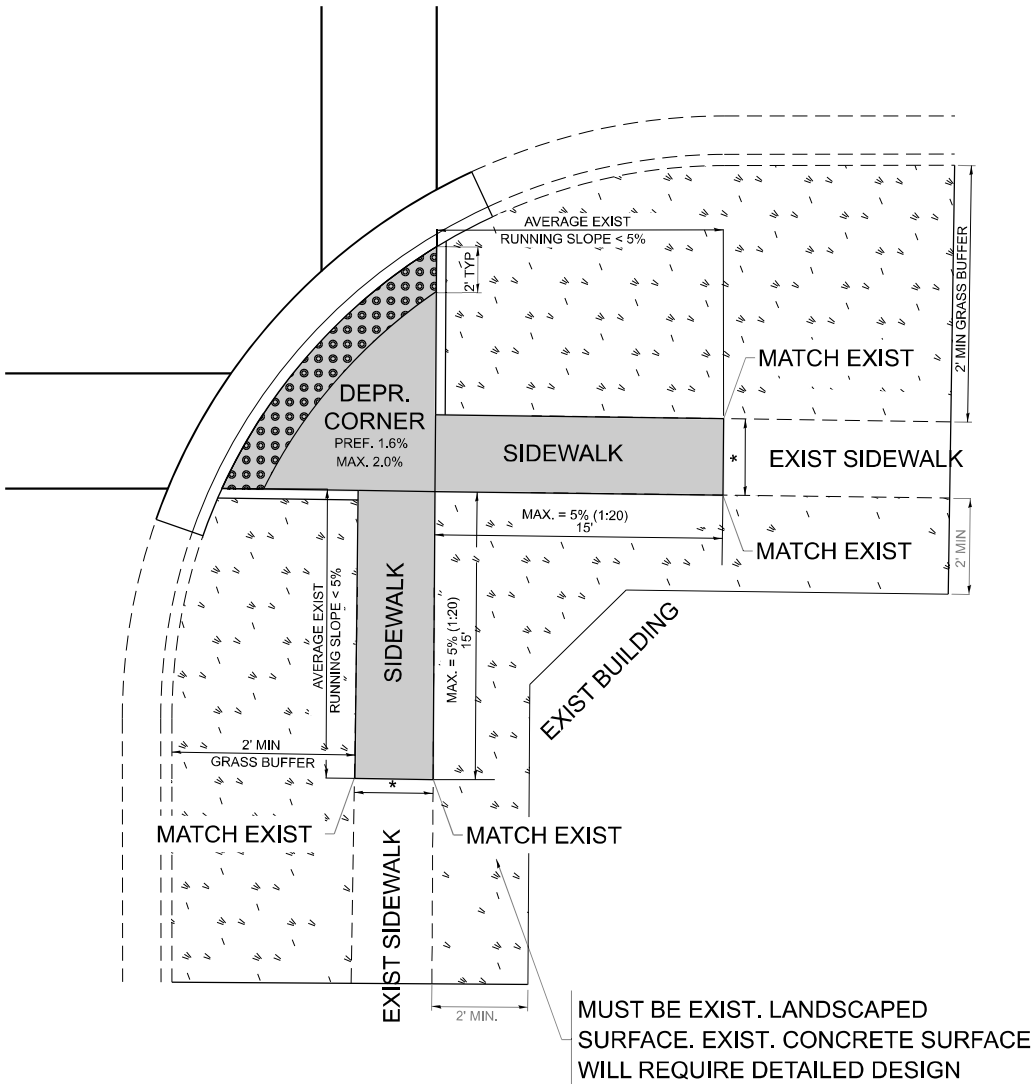 AVERAGE EXIST
RUNNING SLOPE < 5%
2' TYP
2' MIN GRASS BUFFER
MATCH EXIST
DEPR.
CORNER
PREF. 1.6%
MAX. 2.0%
SIDEWALK
*
EXIST SIDEWALK
MAX. = 5% (1:20)
15'
MATCH EXIST
2' MIN
AVERAGE EXIST
RUNNING SLOPE < 5%
SIDEWALK
MAX. = 5% (1:20)
15'
EXIST BUILDING
2' MIN
GRASS BUFFER
*
MATCH EXIST
MATCH EXIST
EXIST SIDEWALK
2' MIN.
MUST BE EXIST. LANDSCAPED
SURFACE. EXIST. CONCRETE SURFACE
WILL REQUIRE DETAILED DESIGN